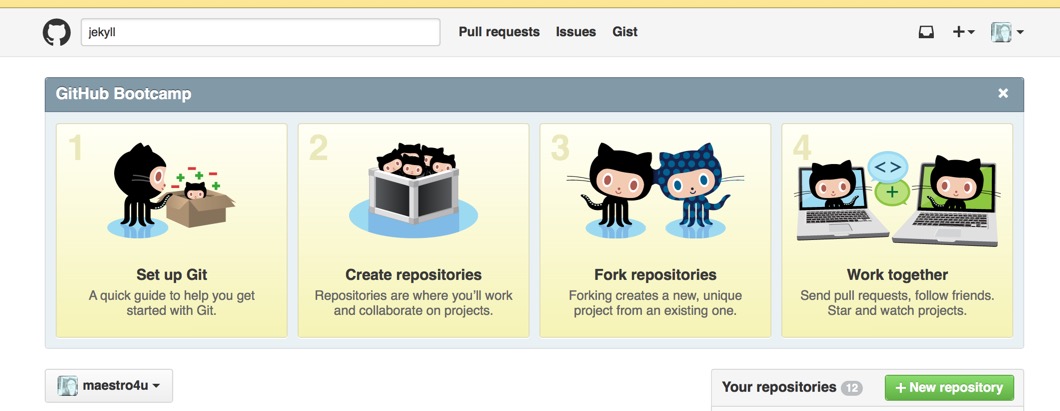 jekyll
Pull requests Issues Gist
GitHub Bootcamp
1
Set up Git
A quick guide to help you get
started with Git.
2
Create repositories
Repositories are where you'll work
and collaborate on projects.
3
Fork repositories
Forking creates a new, unique
project from an existing one.
4
<>
Work together
Send pull requests, follow friends.
Star and watch projects.
maestro4u
Your repositories 12
+ New repository